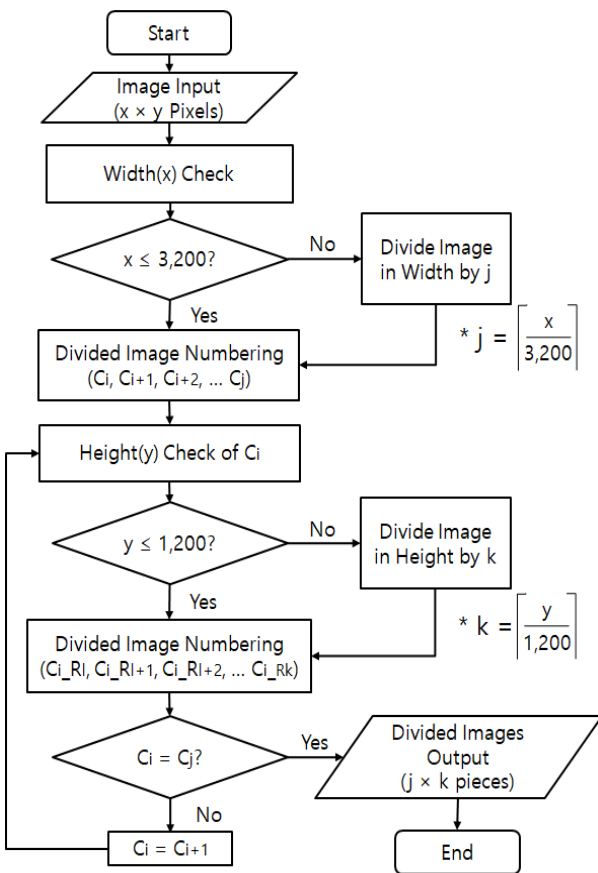 Start
Image Input
(x × y Pixels)
Width(x) Check
x ≤ 3,200?
No
Divide Image
in Width by j
Yes
* j = ⌈x / 3,200⌉
Divided Image Numbering
(Ci, Ci+1, Ci+2, ... Cj)
Height(y) Check of Ci
y ≤ 1,200?
No
Divide Image
in Height by k
Yes
* k = ⌈y / 1,200⌉
Divided Image Numbering
(Ci_Rl, Ci_Rl+1, Ci_Rl+2, ... Ci_Rk)
Ci = Cj?
Yes
Divided Images
Output
(j × k pieces)
No
Ci = Ci+1
End